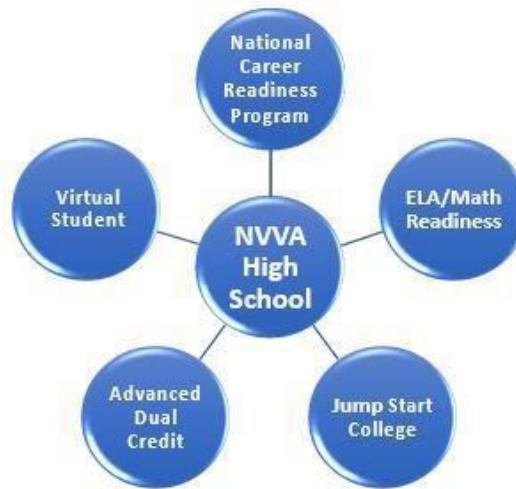 National
Career
Readiness
Program
Virtual
Student
ELA/Math
Readiness
NVVA
High
School
Advanced
Dual
Credit
Jump Start
College